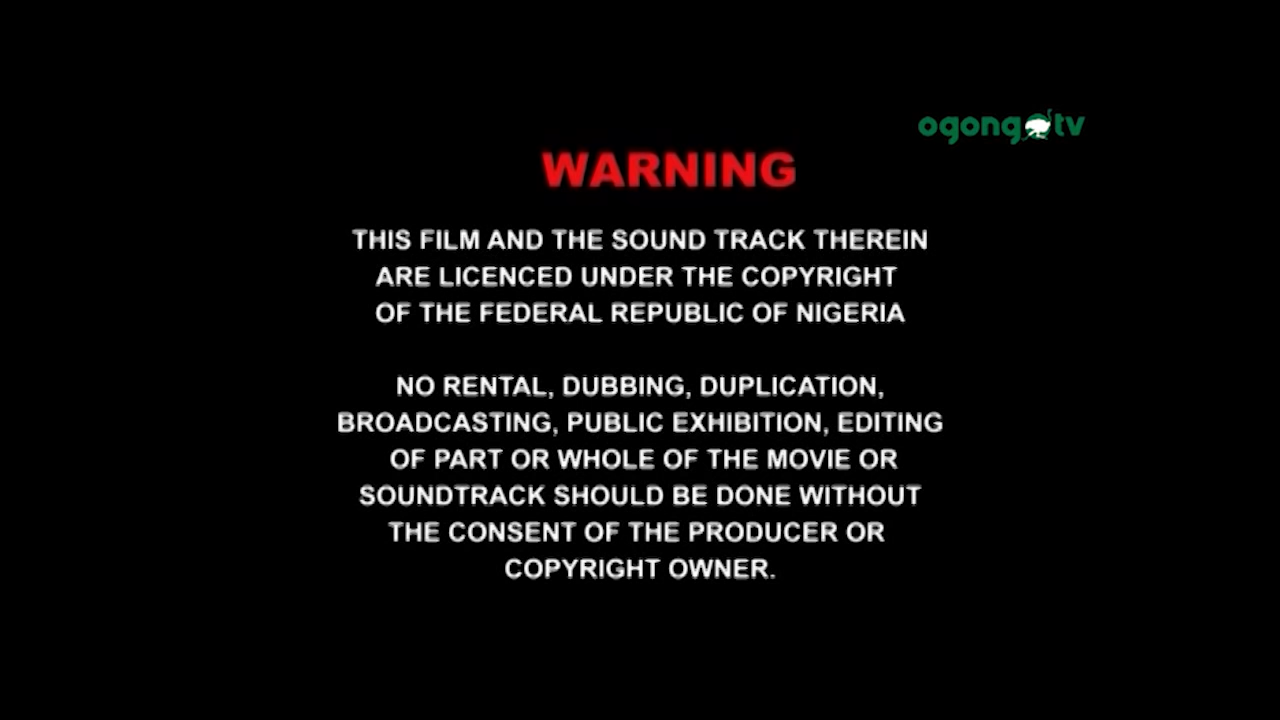 ogongo tv
WARNING
THIS FILM AND THE SOUND TRACK THEREIN
ARE LICENCED UNDER THE COPYRIGHT
OF THE FEDERAL REPUBLIC OF NIGERIA
NO RENTAL, DUBBING, DUPLICATION,
BROADCASTING, PUBLIC EXHIBITION, EDITING
OF PART OR WHOLE OF THE MOVIE OR
SOUNDTRACK SHOULD BE DONE WITHOUT
THE CONSENT OF THE PRODUCER OR
COPYRIGHT OWNER.